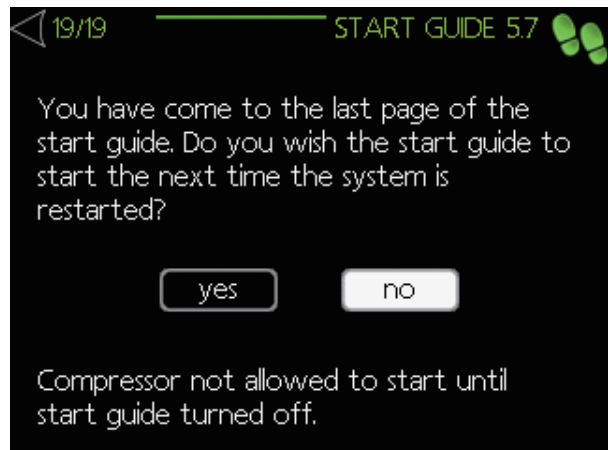 19/19 START GUIDE 5.7
You have come to the last page of the
start guide. Do you wish the start guide to
start the next time the system is
restarted?
yes no
Compressor not allowed to start until
start guide turned off.